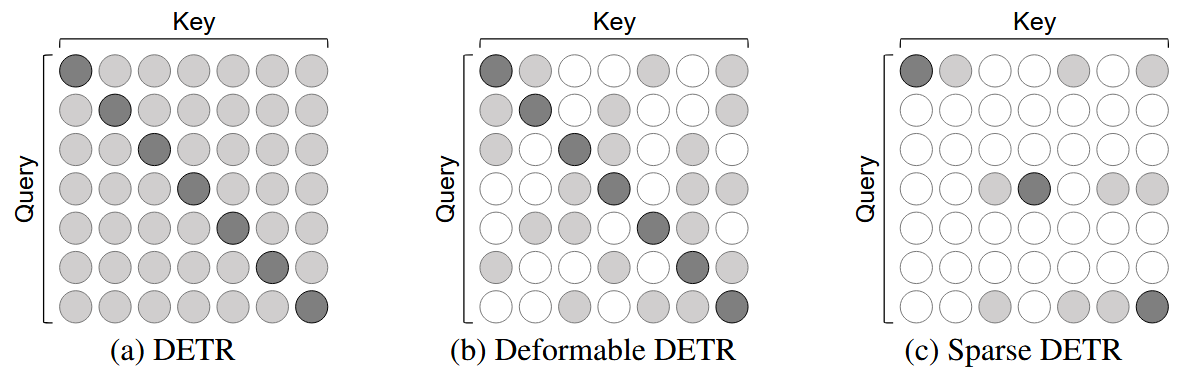 Key
Key
Key
Query
Query
Query
(a) DETR
(b) Deformable DETR
(c) Sparse DETR